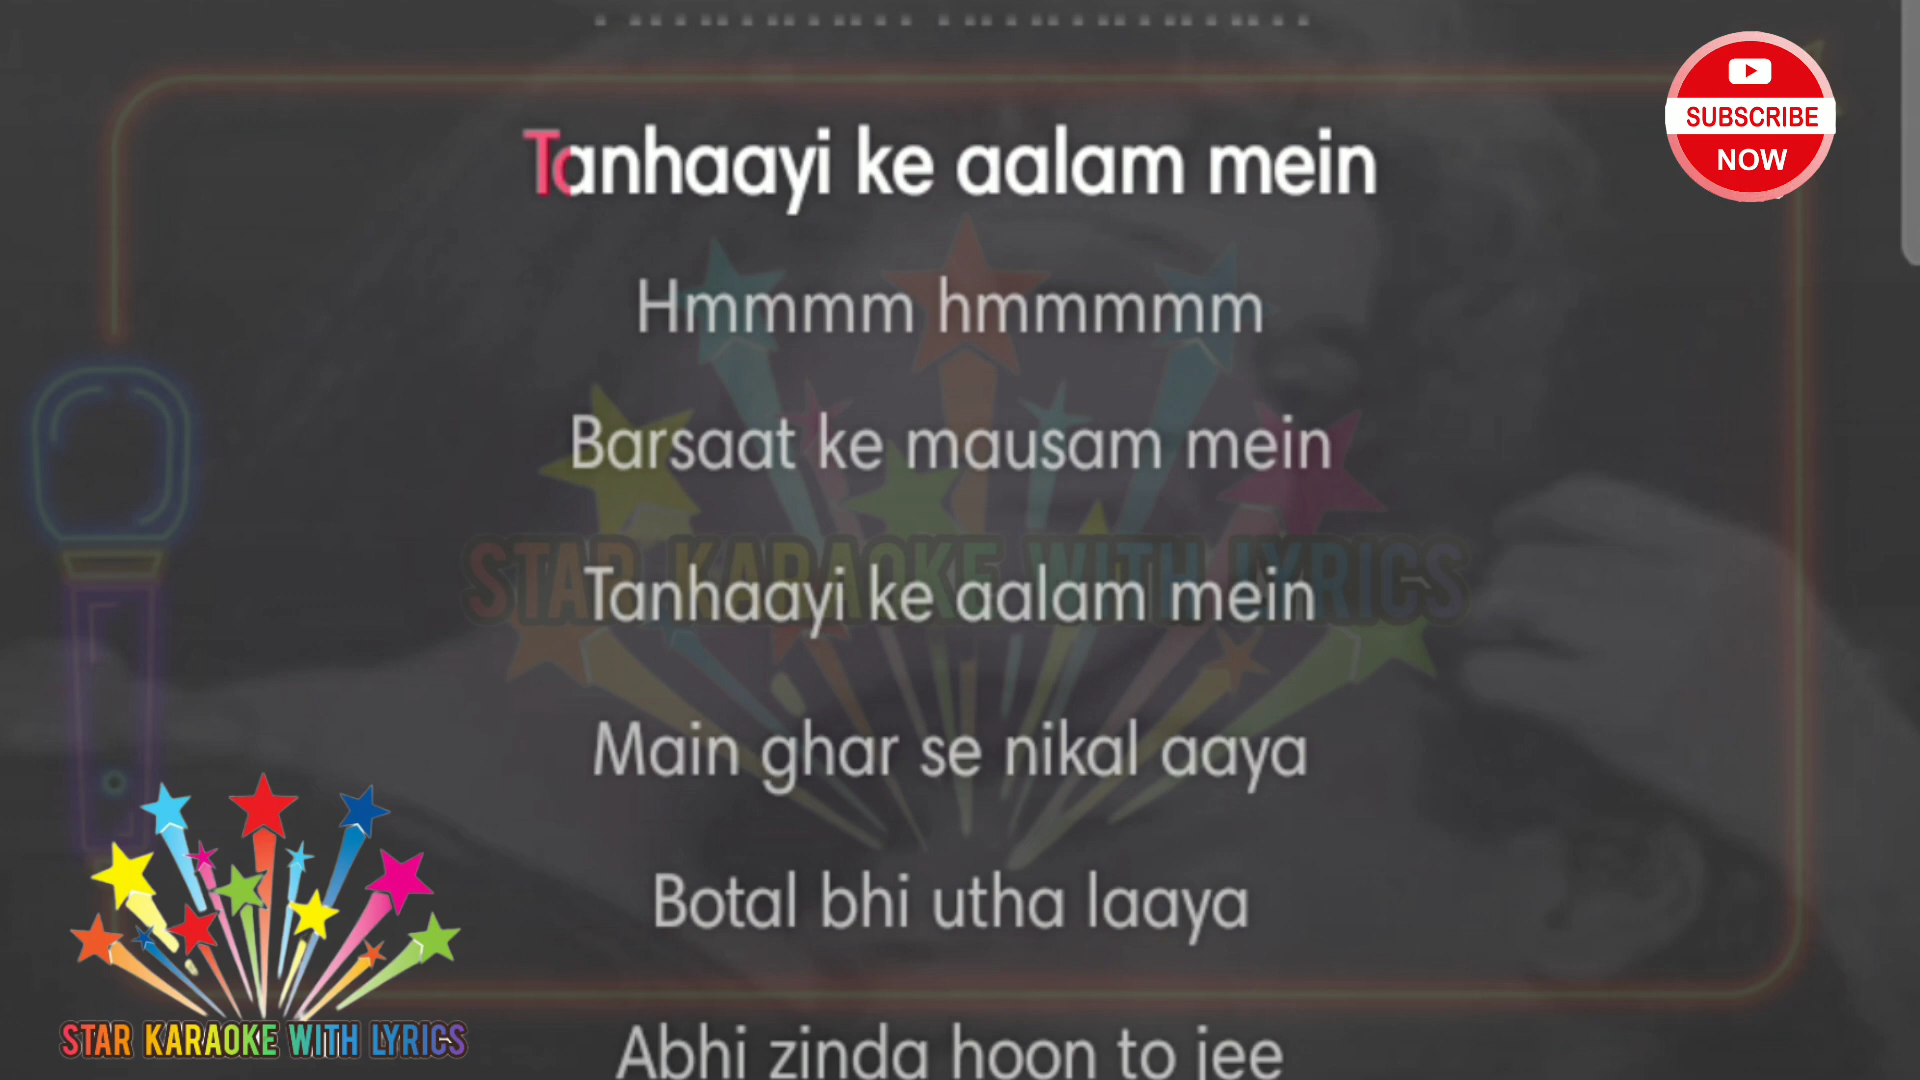 SUBSCRIBE
NOW
Tanhaayi ke aalam mein
Hmmmm hmmmmm
Barsaat ke mausam mein
STAR KARAOKE WITH LYRICS
Tanhaayi ke aalam mein
Main ghar se nikal aaya
Botal bhi utha laaya
STAR KARAOKE WITH LYRICS
Abhi zinda hoon to jee